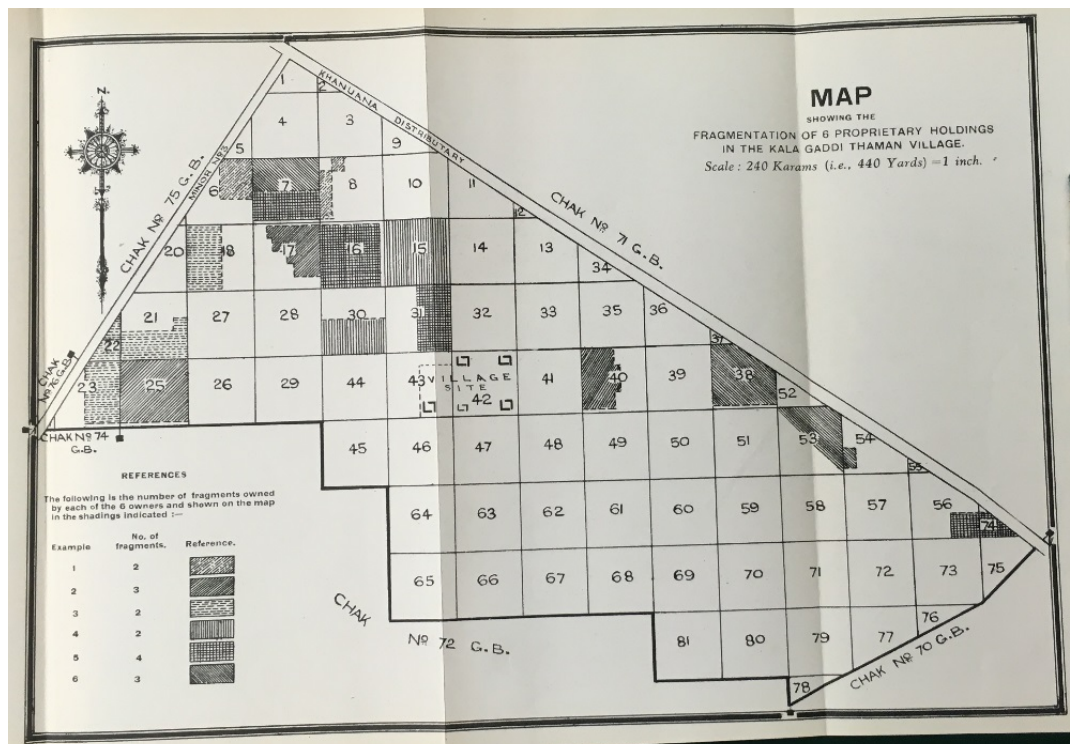 MAP
SHOWING THE
FRAGMENTATION OF 6 PROPRIETARY HOLDINGS
IN THE KALA GADDI THAMAN VILLAGE.
Scale: 240 Karams (i.e., 440 Yards) = 1 inch.
N
KHANUANA DISTRIBUTARY
MINOR No 3
CHAK No 75 G.B.
CHAK No 71 G.B.
1 2
4 3
5 9
6 7 8 10 11
12
20 18 17 16 15 14 13
34
21 27 28 30 31 32 33 35 36
22
37
CHAK
No 76 G.B.
23 25 26 29 44 43 41 40 39 38
VILLAGE
SITE
42
52
CHAK No 74
G.B.
45 46 47 48 49 50 51 53 54
55
64 63 62 61 60 59 58 57 56
74
65 66 67 68 69 70 71 72 73 75
76
81 80 79 77
78
CHAK
No 72 G.B.
CHAK No 70 G.B.
REFERENCES
The following is the number of fragments owned
by each of the 6 owners and shown on the map
in the shadings indicated :—
Example No. of fragments. Reference.
1 2
2 3
3 2
4 2
5 4
6 3